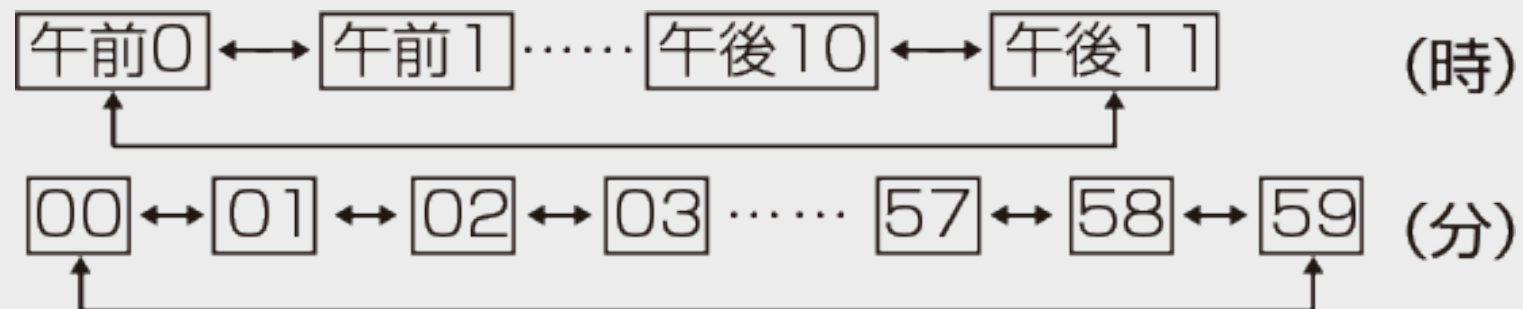 午前0 ↔ 午前1 …… 午後10 ↔ 午後11 (時)
00 ↔ 01 ↔ 02 ↔ 03 …… 57 ↔ 58 ↔ 59 (分)